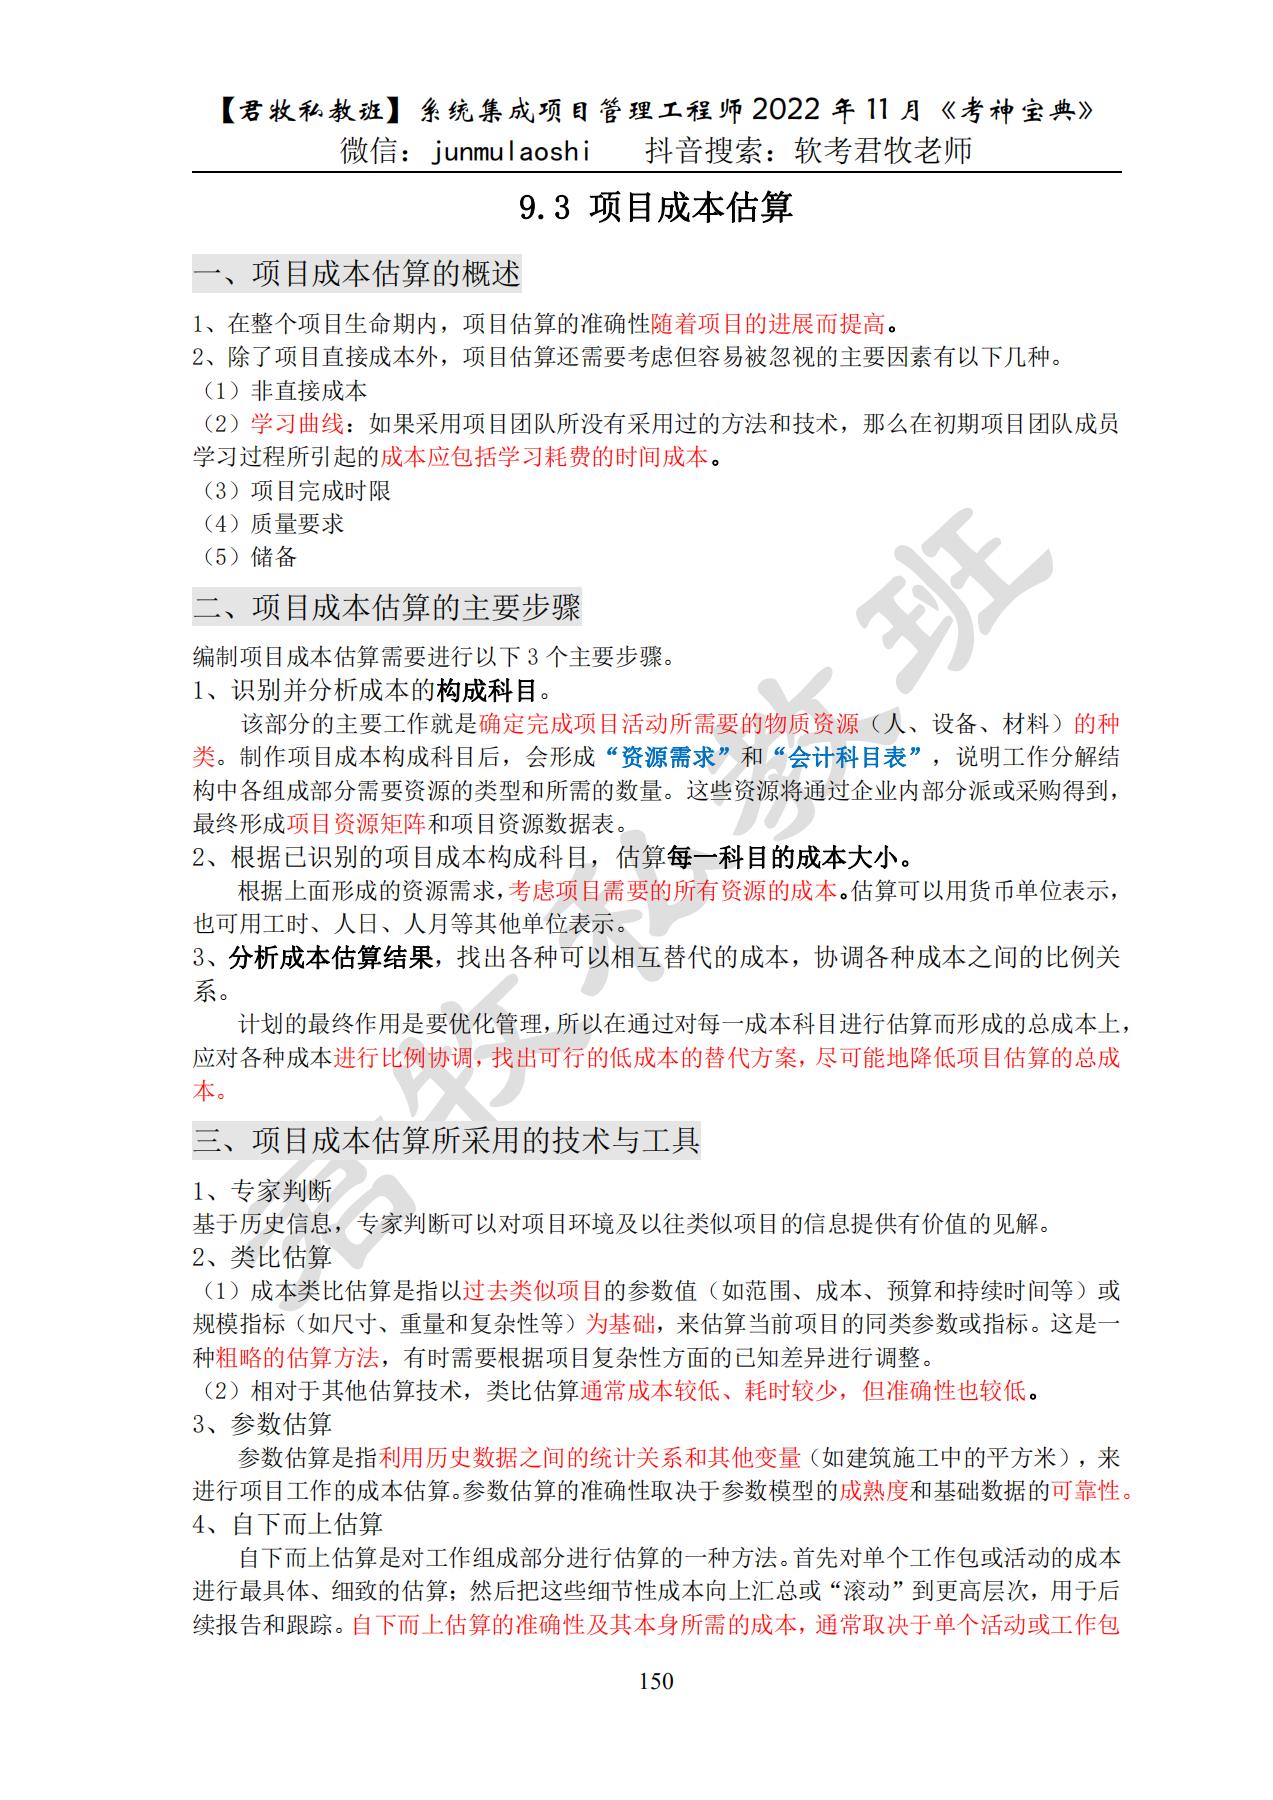 【君牧私教班】系统集成项目管理工程师 2022 年 11 月《考神宝典》
微信：junmulaoshi 抖音搜索：软考君牧老师
9.3 项目成本估算
一、项目成本估算的概述
1、在整个项目生命期内，项目估算的准确性随着项目的进展而提高。
2、除了项目直接成本外，项目估算还需要考虑但容易被忽视的主要因素有以下几种。
（1）非直接成本
（2）学习曲线：如果采用项目团队所没有采用过的方法和技术，那么在初期项目团队成员
学习过程所引起的成本应包括学习耗费的时间成本。
（3）项目完成时限
（4）质量要求
（5）储备
二、项目成本估算的主要步骤
编制项目成本估算需要进行以下 3 个主要步骤。
1、识别并分析成本的构成科目。
该部分的主要工作就是确定完成项目活动所需要的物质资源（人、设备、材料）的种
类。制作项目成本构成科目后，会形成“资源需求”和“会计科目表”，说明工作分解结
构中各组成部分需要资源的类型和所需的数量。这些资源将通过企业内部分派或采购得到，
最终形成项目资源矩阵和项目资源数据表。
2、根据已识别的项目成本构成科目，估算每一科目的成本大小。
根据上面形成的资源需求，考虑项目需要的所有资源的成本。估算可以用货币单位表示，
也可用工时、人日、人月等其他单位表示。
3、分析成本估算结果，找出各种可以相互替代的成本，协调各种成本之间的比例关
系。
计划的最终作用是要优化管理，所以在通过对每一成本科目进行估算而形成的总成本上，
应对各种成本进行比例协调，找出可行的低成本的替代方案，尽可能地降低项目估算的总成
本。
三、项目成本估算所采用的技术与工具
1、专家判断
基于历史信息，专家判断可以对项目环境及以往类似项目的信息提供有价值的见解。
2、类比估算
（1）成本类比估算是指以过去类似项目的参数值（如范围、成本、预算和持续时间等）或
规模指标（如尺寸、重量和复杂性等）为基础，来估算当前项目的同类参数或指标。这是一
种粗略的估算方法，有时需要根据项目复杂性方面的已知差异进行调整。
（2）相对于其他估算技术，类比估算通常成本较低、耗时较少，但准确性也较低。
3、参数估算
参数估算是指利用历史数据之间的统计关系和其他变量（如建筑施工中的平方米），来
进行项目工作的成本估算。参数估算的准确性取决于参数模型的成熟度和基础数据的可靠性。
4、自下而上估算
自下而上估算是对工作组成部分进行估算的一种方法。首先对单个工作包或活动的成本
进行最具体、细致的估算；然后把这些细节性成本向上汇总或“滚动”到更高层次，用于后
续报告和跟踪。自下而上估算的准确性及其本身所需的成本，通常取决于单个活动或工作包
150
君牧私教班